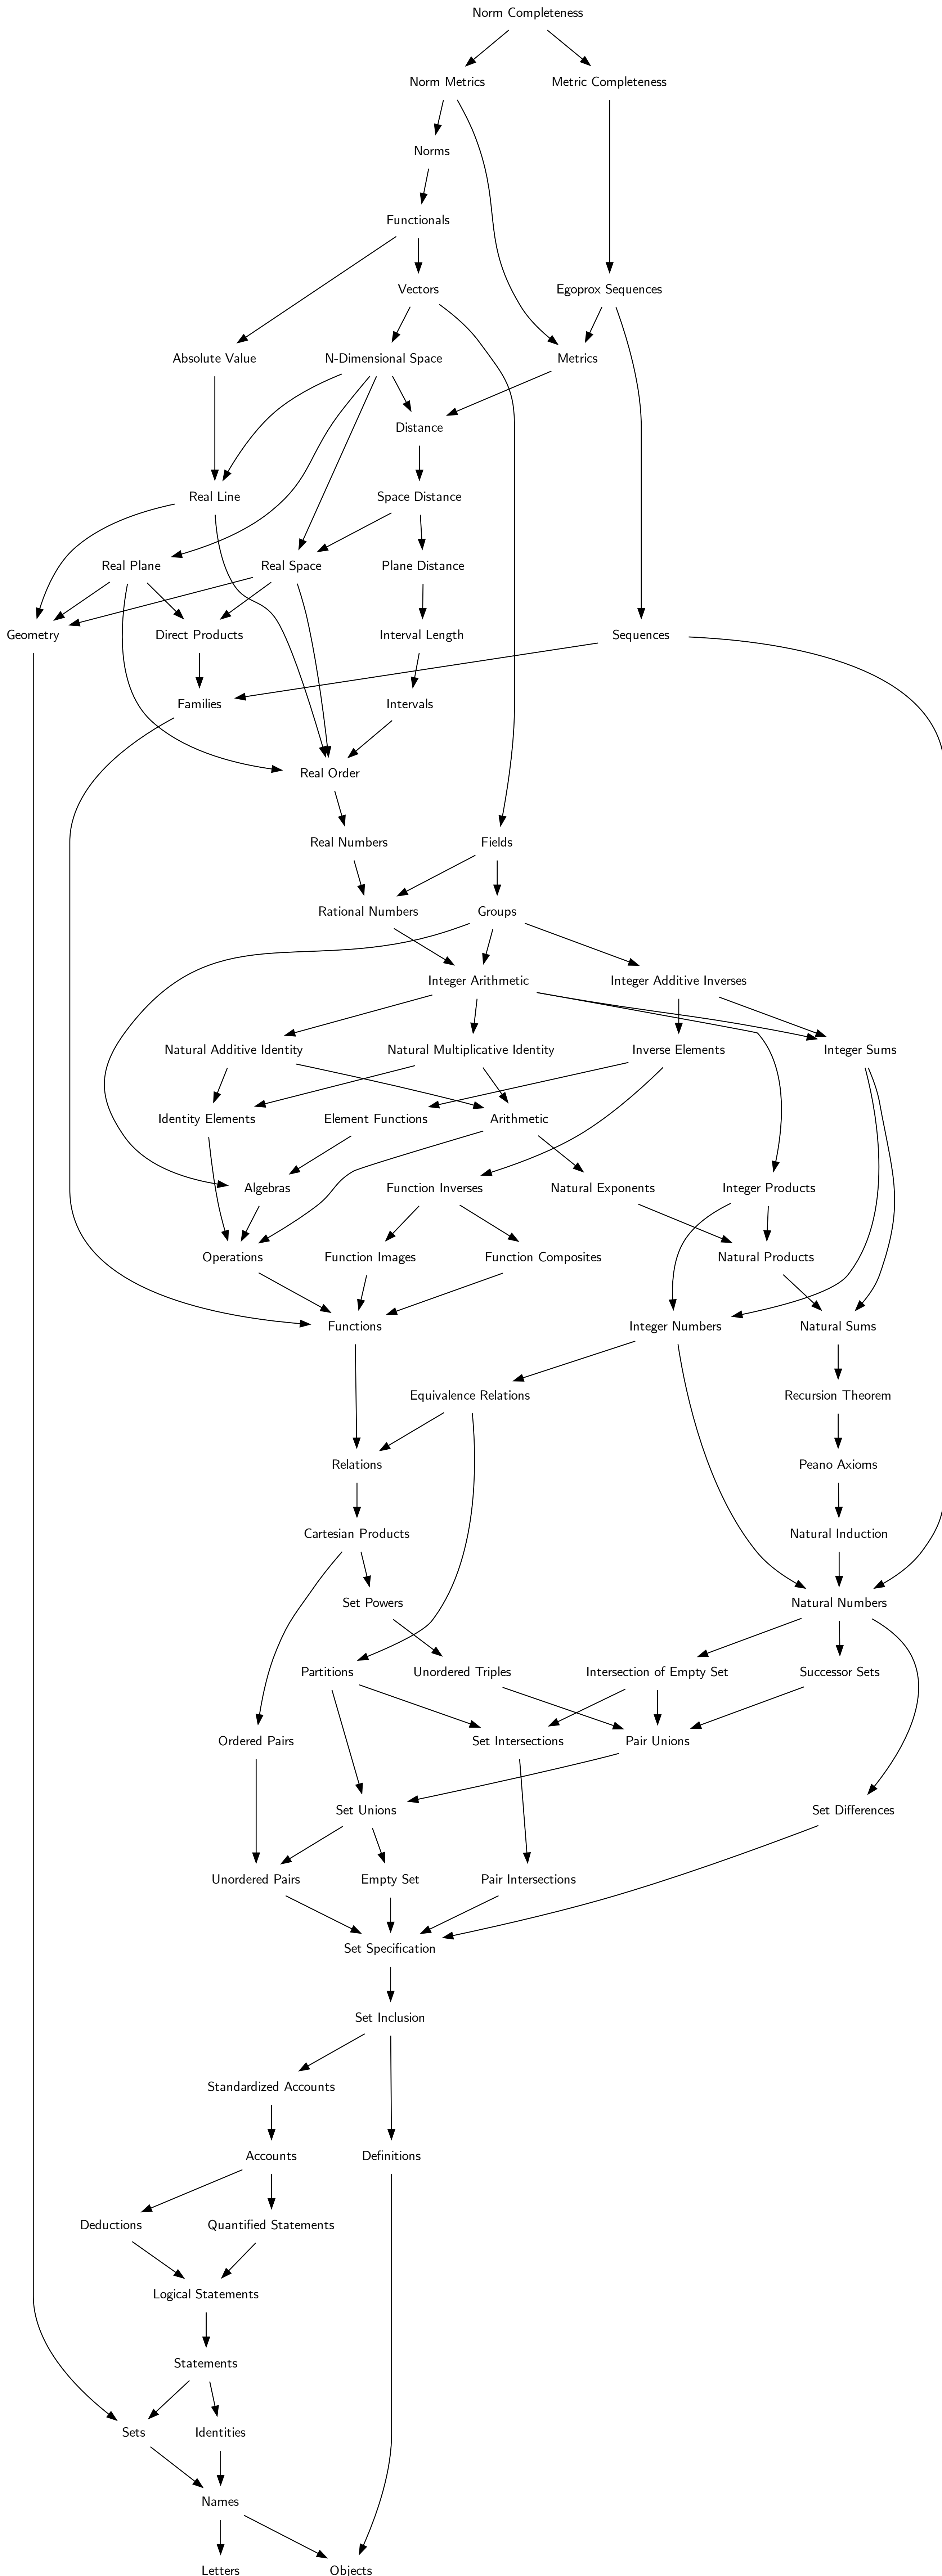 Norm Completeness
Norm Metrics
Metric Completeness
Norms
Functionals
Vectors
Egoprox Sequences
Absolute Value
N-Dimensional Space
Metrics
Distance
Real Line
Space Distance
Real Plane
Real Space
Plane Distance
Geometry
Direct Products
Interval Length
Sequences
Families
Intervals
Real Order
Real Numbers
Fields
Rational Numbers
Groups
Integer Arithmetic
Integer Additive Inverses
Natural Additive Identity
Natural Multiplicative Identity
Inverse Elements
Integer Sums
Identity Elements
Element Functions
Arithmetic
Algebras
Function Inverses
Natural Exponents
Integer Products
Operations
Function Images
Function Composites
Natural Products
Functions
Integer Numbers
Natural Sums
Equivalence Relations
Recursion Theorem
Relations
Peano Axioms
Cartesian Products
Natural Induction
Set Powers
Natural Numbers
Partitions
Unordered Triples
Intersection of Empty Set
Successor Sets
Ordered Pairs
Set Intersections
Pair Unions
Set Unions
Set Differences
Unordered Pairs
Empty Set
Pair Intersections
Set Specification
Set Inclusion
Standardized Accounts
Accounts
Definitions
Deductions
Quantified Statements
Logical Statements
Statements
Sets
Identities
Names
Letters
Objects